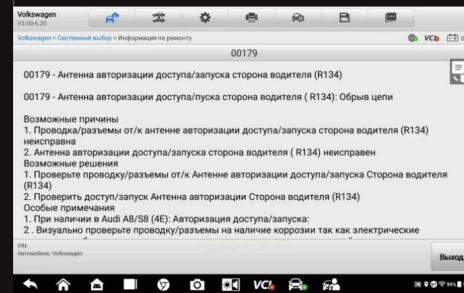 Volkswagen
V3.00-6.20
Volkswagen > Системный выбор > Информация по ремонту
VCI
00179
00179 - Антенна авторизации доступа/запуска сторона водителя (R134)
00179 - Антенна авторизации доступа/пуска сторона водителя ( R134): Обрыв цепи
Возможные причины
1. Проводка/разъемы от/к антенне авторизации доступа/запуска сторона водителя (R134)
неисправна
2. Антенна авторизации доступа/запуска сторона водителя ( R134) неисправен
Возможные решения
1. Проверьте проводку/разъемы от/к Антенне авторизации доступа/запуска Сторона водителя
(R134)
2. Проверить доступ/запуск Антенна авторизации Сторона водителя (R134)
Особые примечания
1. При наличии в Audi A8/S8 (4E): Авторизация доступа/запуска:
2 . Визуально проверьте проводку/разъемы на наличие коррозии так как электрические
VIN:
Автомобиль: Volkswagen
Выход
VCI